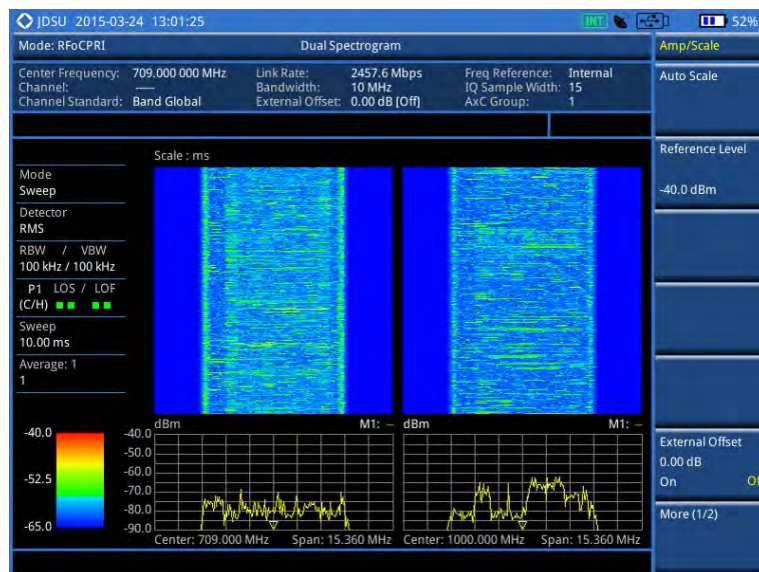 JDSU 2015-03-24 13:01:25
INT
52%
Mode: RFoCPRI
Dual Spectrogram
Amp/Scale
Center Frequency: 709.000 000 MHz
Link Rate: 2457.6 Mbps
Freq Reference: Internal
Channel: -----
Bandwidth: 10 MHz
IQ Sample Width: 15
Channel Standard: Band Global
External Offset: 0.00 dB [Off]
AxC Group: 1
Auto Scale
Reference Level
-40.0 dBm
External Offset
0.00 dB
On
More (1/2)
Scale : ms
Mode
Sweep
Detector
RMS
RBW / VBW
100 kHz / 100 kHz
P1 LOS / LOF
(C/H)
Sweep
10.00 ms
Average: 1
1
-40.0
-52.5
-65.0
dBm
M1: --
-40.0
-50.0
-60.0
-70.0
-80.0
-90.0
Center: 709.000 MHz Span: 15.360 MHz
dBm
M1: --
Center: 1000.000 MHz Span: 15.360 MHz